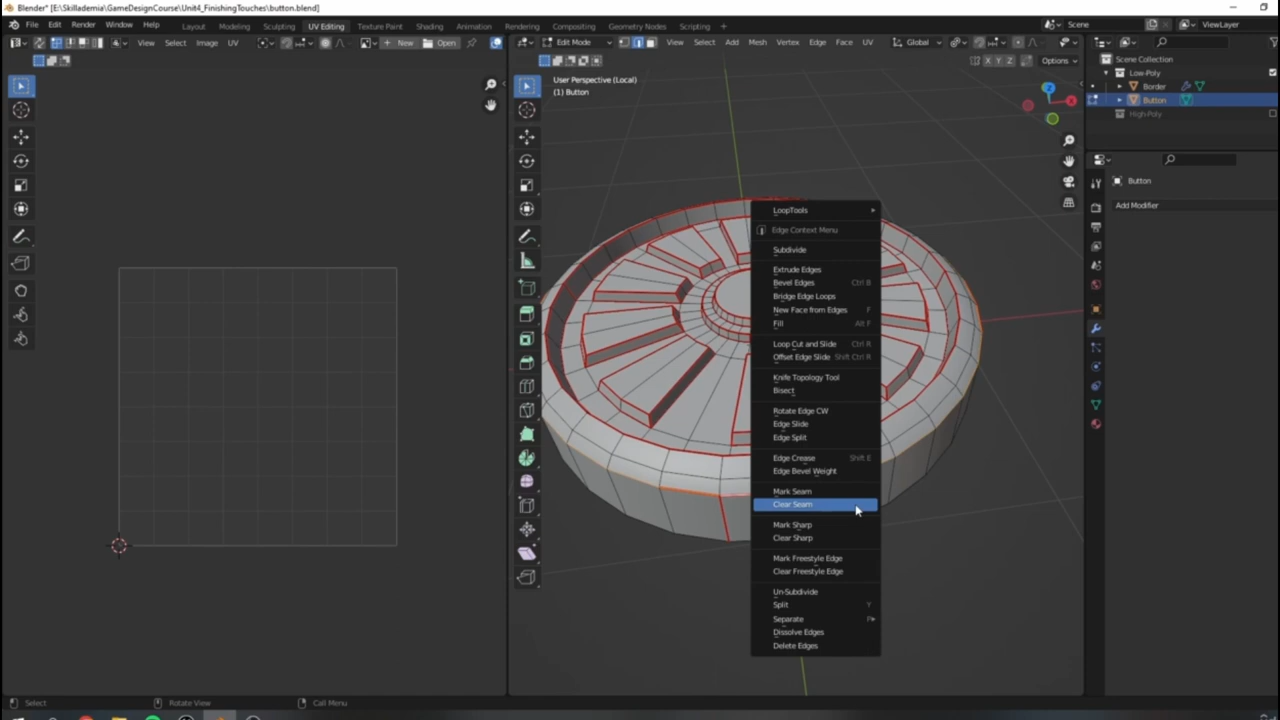 Blender* [E:\Skillademia\GameDesignCourse\Unit4_FinishingTouches\button.blend]
File Edit Render Window Help Layout Modeling Sculpting UV Editing Texture Paint Shading Animation Rendering Compositing Geometry Nodes Scripting Scene ViewLayer
View Select Image UV New Open Edit Mode View Select Add Mesh Vertex Edge Face UV Global
X Y Z Options
User Perspective (Local)
(1) Button
Scene Collection
Low-Poly
Border
Button
High-Poly
Z
X
Button
Add Modifier
LoopTools
Edge Context Menu
Subdivide
Extrude Edges
Bevel Edges Ctrl B
Bridge Edge Loops
New Face from Edges F
Fill Alt F
Loop Cut and Slide Ctrl R
Offset Edge Slide Shift Ctrl R
Knife Topology Tool
Bisect
Rotate Edge CW
Edge Slide
Edge Split
Edge Crease Shift E
Edge Bevel Weight
Mark Seam
Clear Seam
Mark Sharp
Clear Sharp
Mark Freestyle Edge
Clear Freestyle Edge
Un-Subdivide
Split Y
Separate P
Dissolve Edges
Delete Edges
Select Rotate View Call Menu